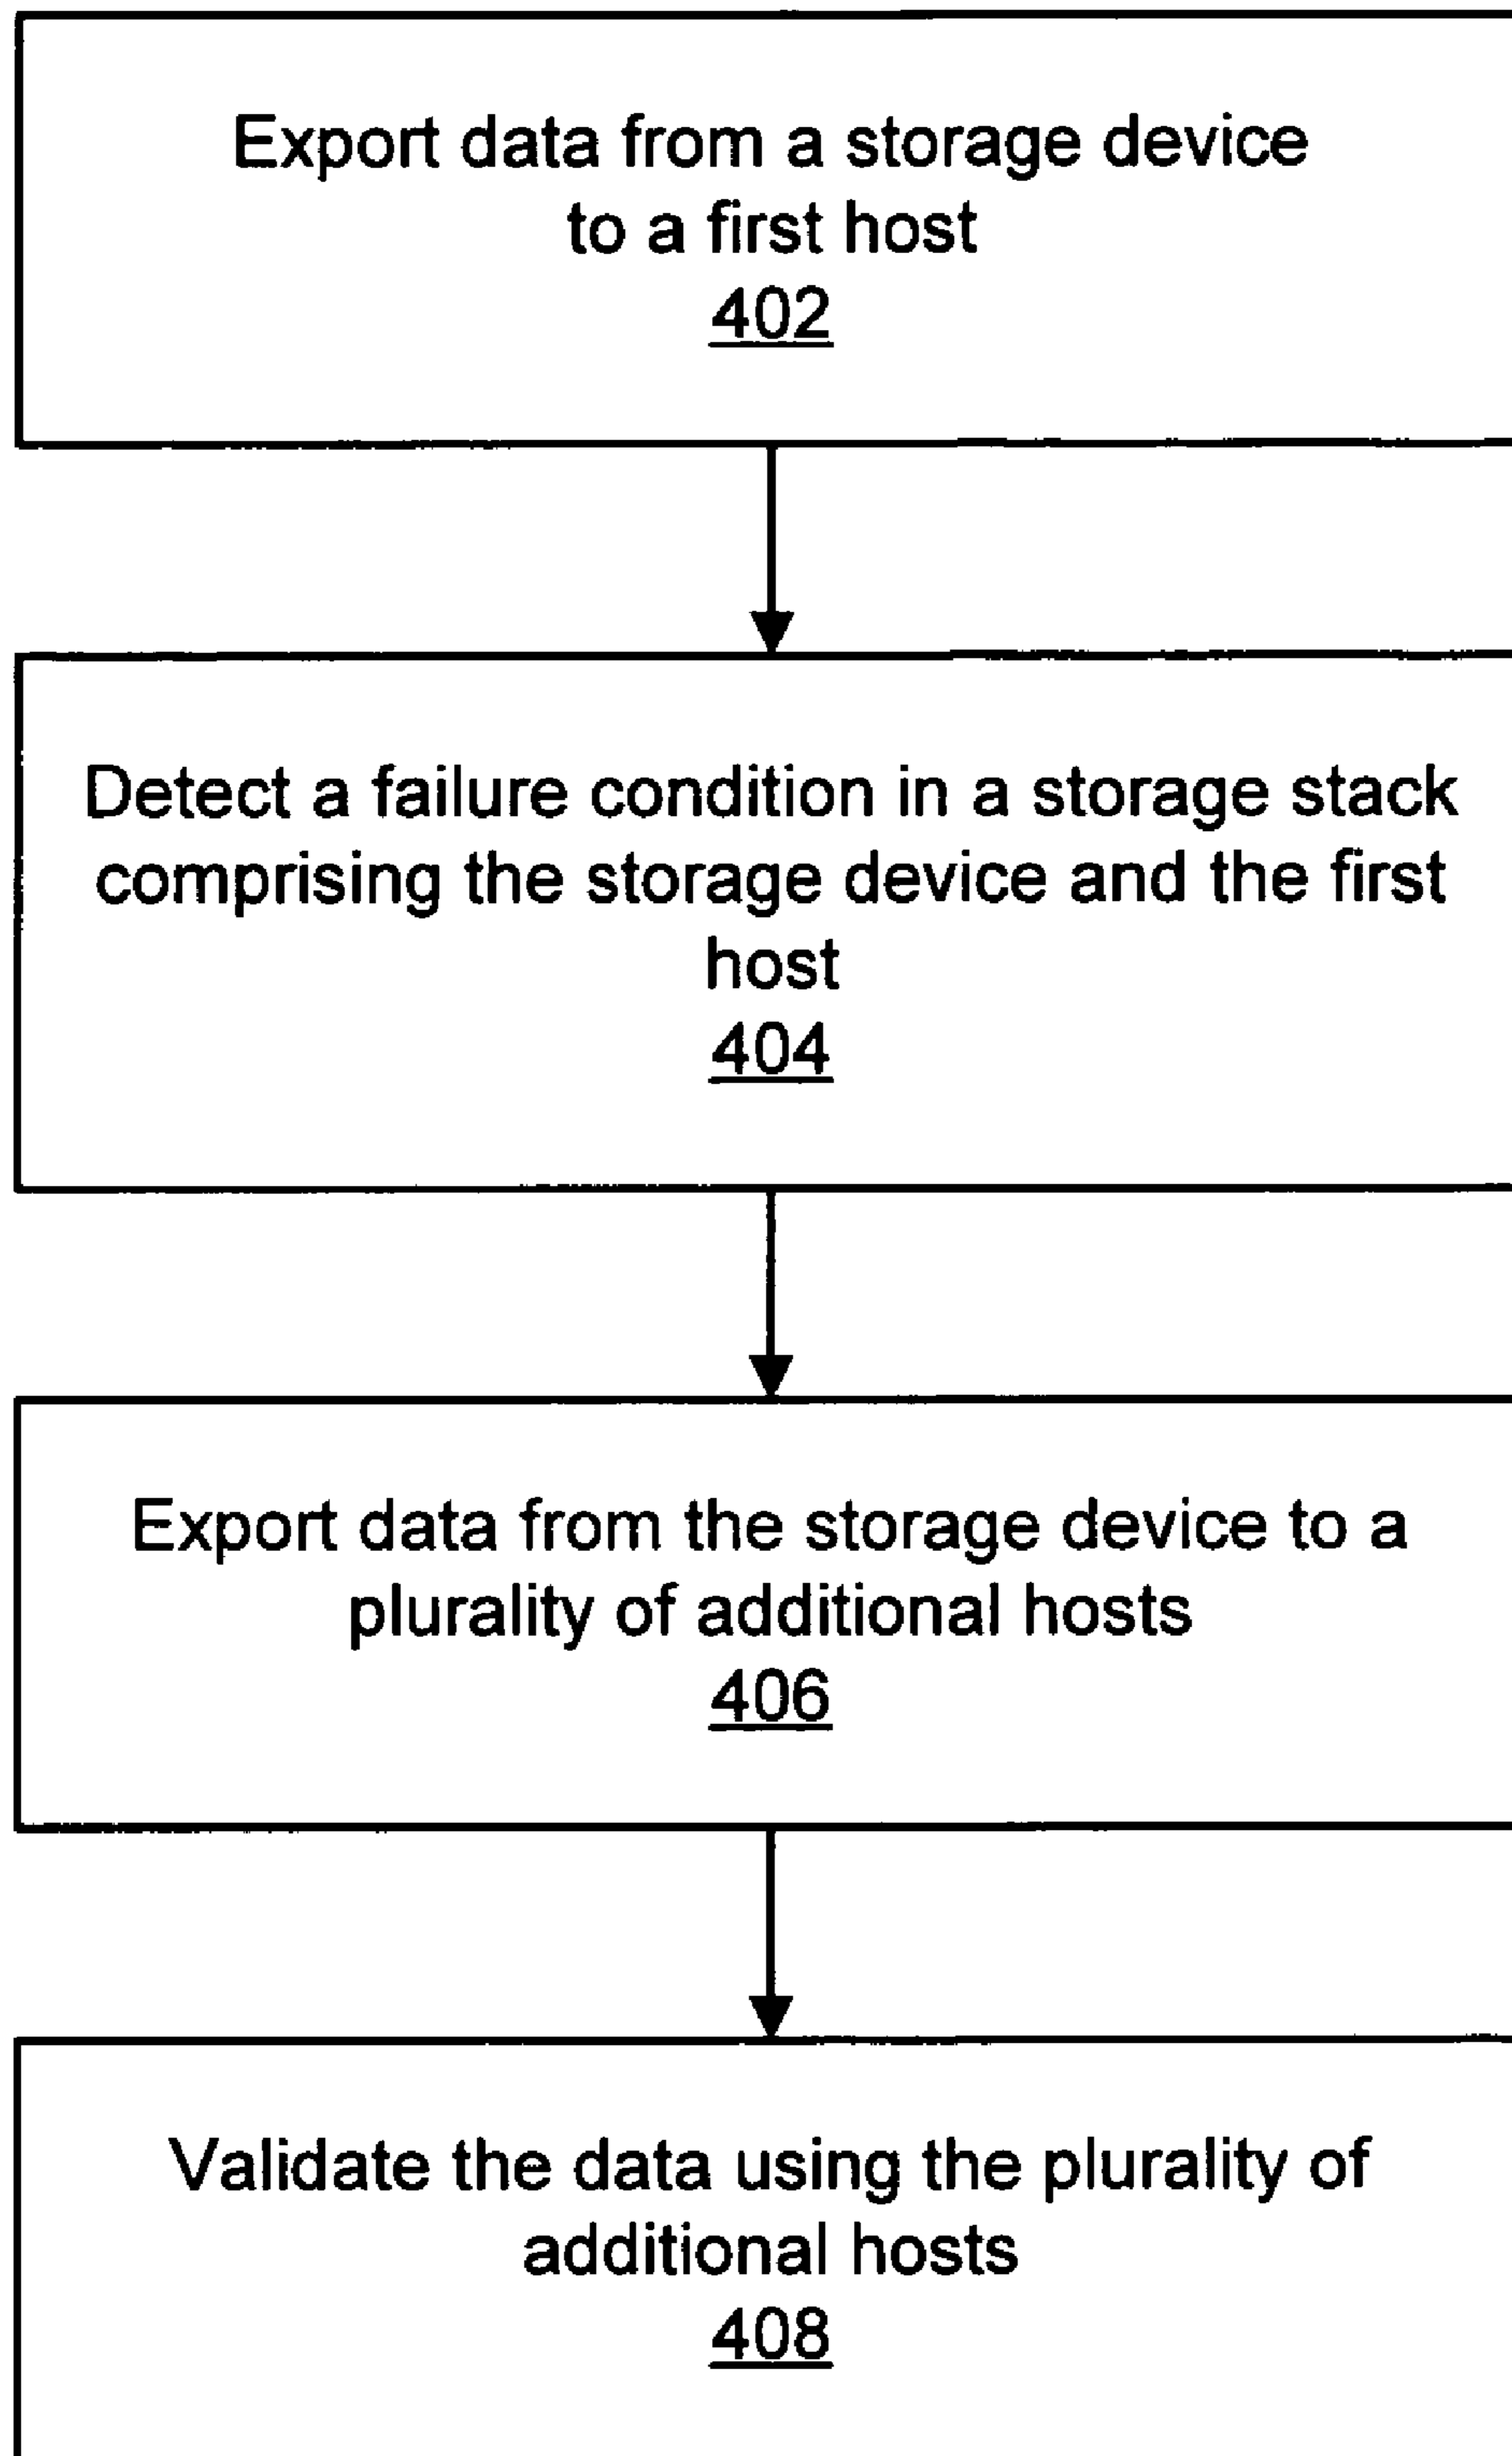 Export data from a storage device
to a first host
402
Detect a failure condition in a storage stack
comprising the storage device and the first
host
404
Export data from the storage device to a
plurality of additional hosts
406
Validate the data using the plurality of
additional hosts
408